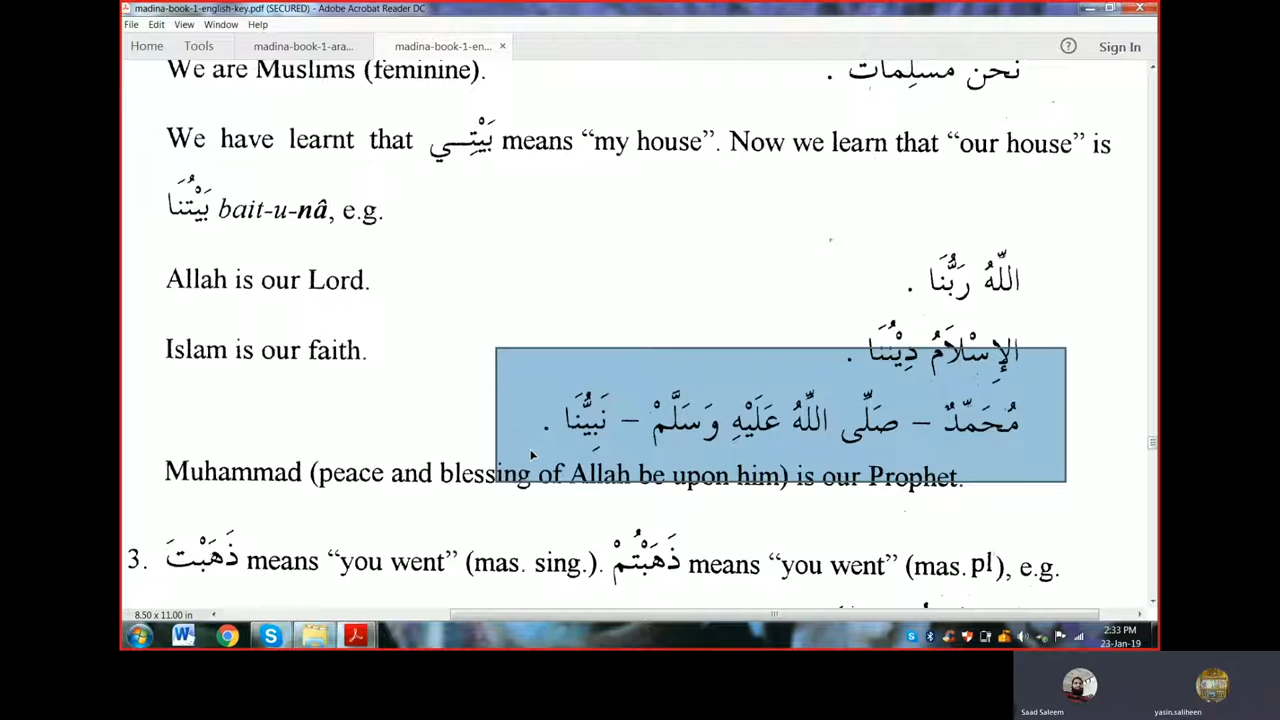 madina-book-1-english-key.pdf (SECURED) - Adobe Acrobat Reader DC
File Edit View Window Help
Home Tools madina-book-1-ara... madina-book-1-en... × ? Sign In
We are Muslims (feminine). نحن مسلِمات .
We have learnt that بَيْتِـي means “my house”. Now we learn that “our house” is
بَيْتُنَا bait-u-nâ, e.g.
Allah is our Lord. اللّهُ رَبُّنَا .
Islam is our faith. الإِسْلاَمُ دِيْنُنَا .
مُحَمّدٌ – صَلِّى اللّهُ عَلَيْهِ وَسَلَّمْ – نَبِيُّنَا .
Muhammad (peace and blessing of Allah be upon him) is our Prophet.
3. ذَهَبْتَ means “you went” (mas. sing.). ذَهَبْتُمْ means “you went” (mas. pl), e.g.
8.50 x 11.00 in
2:33 PM
23-Jan-19
Saad Saleem yasin.saliheen